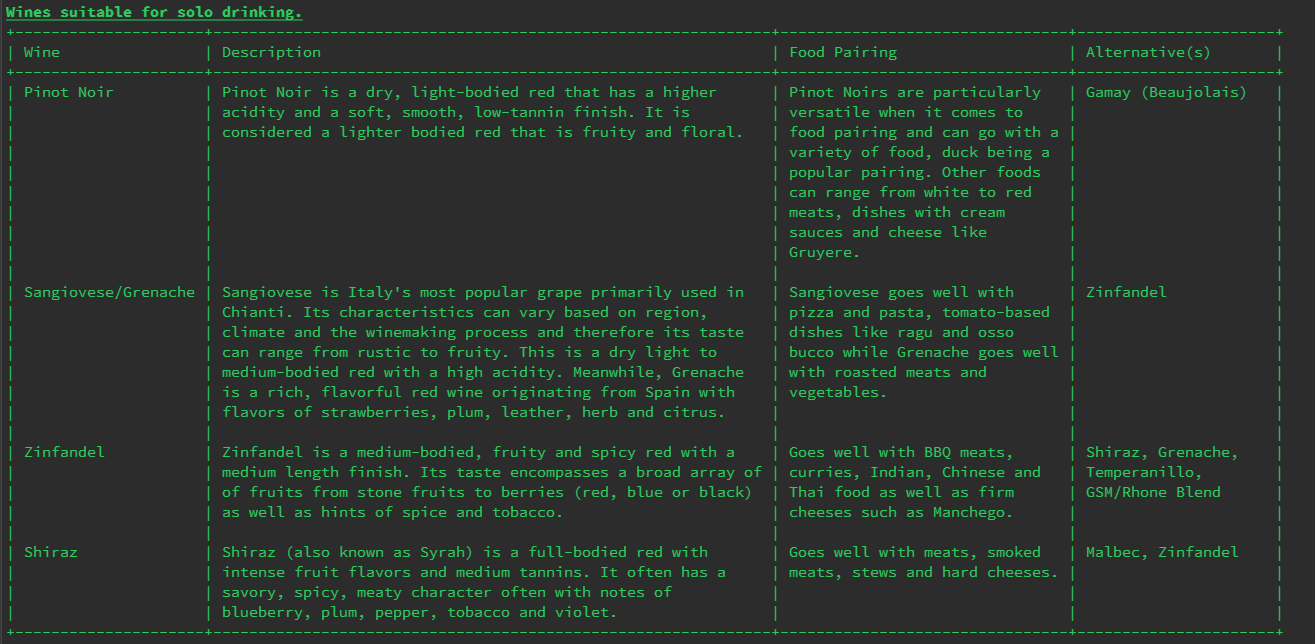 Wines suitable for solo drinking.
+---------------------+--------------------------------------------------------------+--------------------------------+----------------------+
| Wine                | Description                                                  | Food Pairing                   | Alternative(s)       |
+---------------------+--------------------------------------------------------------+--------------------------------+----------------------+
| Pinot Noir          | Pinot Noir is a dry, light-bodied red that has a higher      | Pinot Noirs are particularly   | Gamay (Beaujolais)   |
|                     | acidity and a soft, smooth, low-tannin finish. It is         | versatile when it comes to     |                      |
|                     | considered a lighter bodied red that is fruity and floral.   | food pairing and can go with a |                      |
|                     |                                                              | variety of food, duck being a  |                      |
|                     |                                                              | popular pairing. Other foods   |                      |
|                     |                                                              | can range from white to red    |                      |
|                     |                                                              | meats, dishes with cream       |                      |
|                     |                                                              | sauces and cheese like         |                      |
|                     |                                                              | Gruyere.                       |                      |
|                     |                                                              |                                |                      |
| Sangiovese/Grenache | Sangiovese is Italy's most popular grape primarily used in   | Sangiovese goes well with      | Zinfandel            |
|                     | Chianti. Its characteristics can vary based on region,       | pizza and pasta, tomato-based  |                      |
|                     | climate and the winemaking process and therefore its taste   | dishes like ragu and osso      |                      |
|                     | can range from rustic to fruity. This is a dry light to      | bucco while Grenache goes well |                      |
|                     | medium-bodied red with a high acidity. Meanwhile, Grenache   | with roasted meats and         |                      |
|                     | is a rich, flavorful red wine originating from Spain with    | vegetables.                    |                      |
|                     | flavors of strawberries, plum, leather, herb and citrus.     |                                |                      |
|                     |                                                              |                                |                      |
| Zinfandel           | Zinfandel is a medium-bodied, fruity and spicy red with a    | Goes well with BBQ meats,      | Shiraz, Grenache,    |
|                     | medium length finish. Its taste encompasses a broad array of | curries, Indian, Chinese and   | Temperanillo,        |
|                     | of fruits from stone fruits to berries (red, blue or black)  | Thai food as well as firm      | GSM/Rhone Blend      |
|                     | as well as hints of spice and tobacco.                       | cheeses such as Manchego.      |                      |
|                     |                                                              |                                |                      |
| Shiraz              | Shiraz (also known as Syrah) is a full-bodied red with       | Goes well with meats, smoked   | Malbec, Zinfandel    |
|                     | intense fruit flavors and medium tannins. It often has a     | meats, stews and hard cheeses. |                      |
|                     | savory, spicy, meaty character often with notes of           |                                |                      |
|                     | blueberry, plum, pepper, tobacco and violet.                 |                                |                      |
+---------------------+--------------------------------------------------------------+--------------------------------+----------------------+